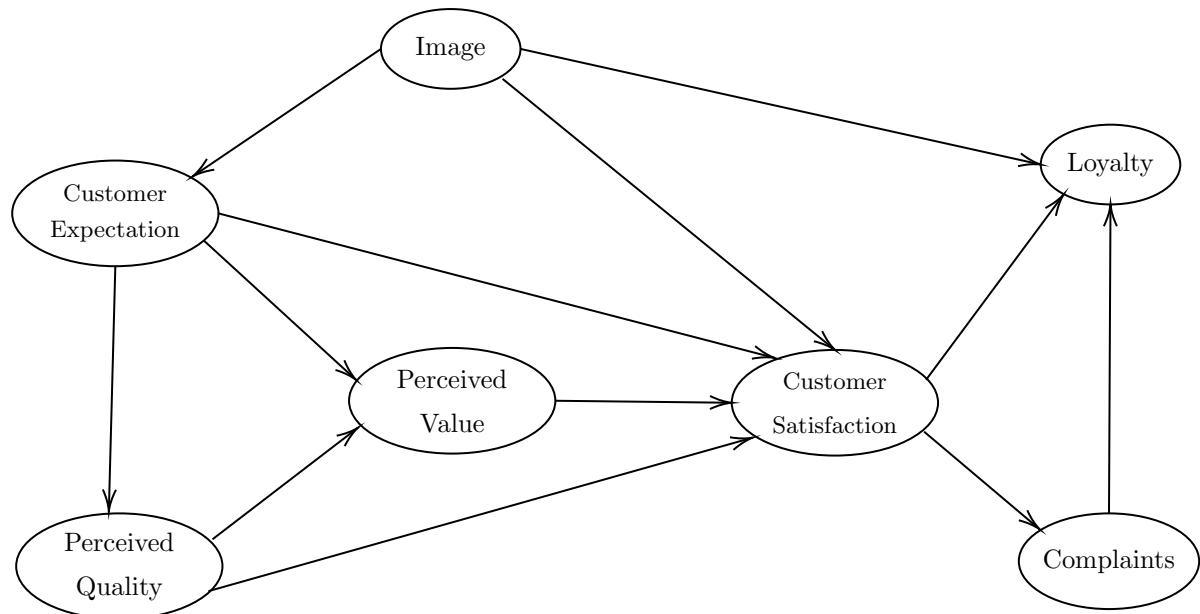 Image
Loyalty
Customer
Expectation
Perceived
Value
Customer
Satisfaction
Perceived
Quality
Complaints